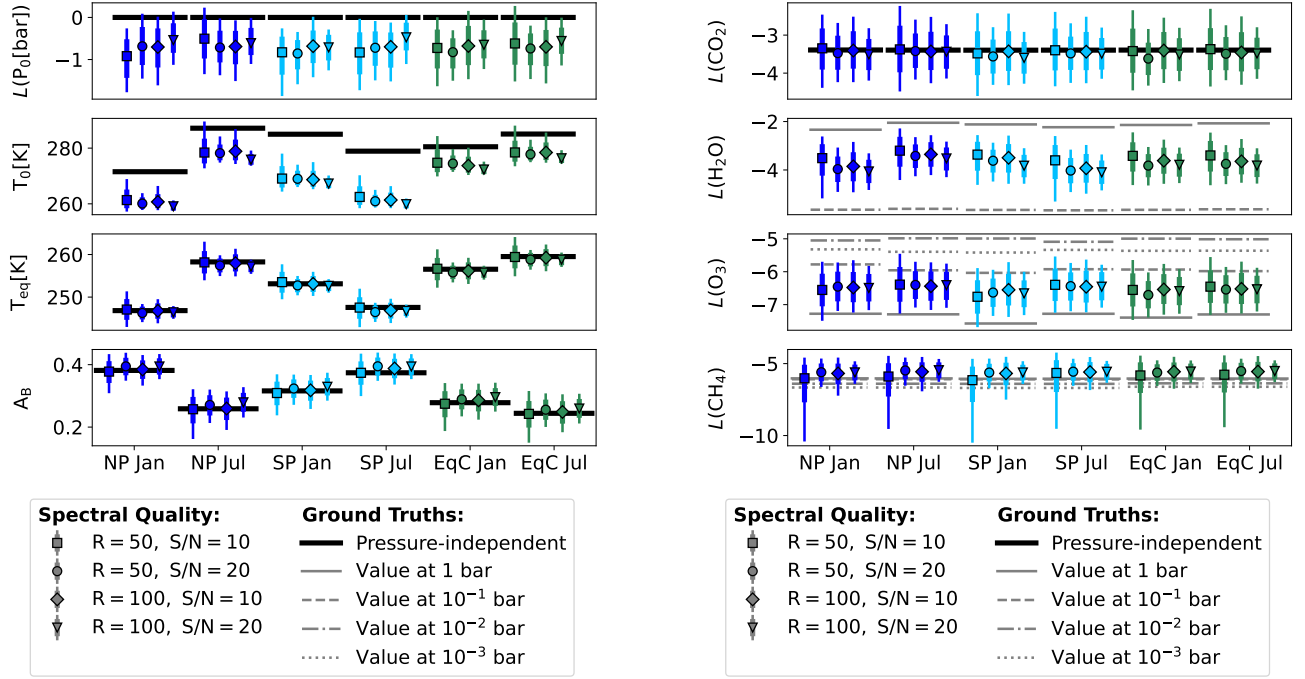 L(P₀[bar])
0
−1
T₀[K]
280
260
T_eq[K]
260
250
A_B
0.4
0.2
NP Jan
NP Jul
SP Jan
SP Jul
EqC Jan
EqC Jul
Spectral Quality:
R = 50, S/N = 10
R = 50, S/N = 20
R = 100, S/N = 10
R = 100, S/N = 20
Ground Truths:
Pressure-independent
Value at 1 bar
Value at 10⁻¹ bar
Value at 10⁻² bar
Value at 10⁻³ bar
L(CO₂)
−3
−4
L(H₂O)
−2
−4
L(O₃)
−5
−6
−7
L(CH₄)
−5
−10
NP Jan
NP Jul
SP Jan
SP Jul
EqC Jan
EqC Jul
Spectral Quality:
R = 50, S/N = 10
R = 50, S/N = 20
R = 100, S/N = 10
R = 100, S/N = 20
Ground Truths:
Pressure-independent
Value at 1 bar
Value at 10⁻¹ bar
Value at 10⁻² bar
Value at 10⁻³ bar